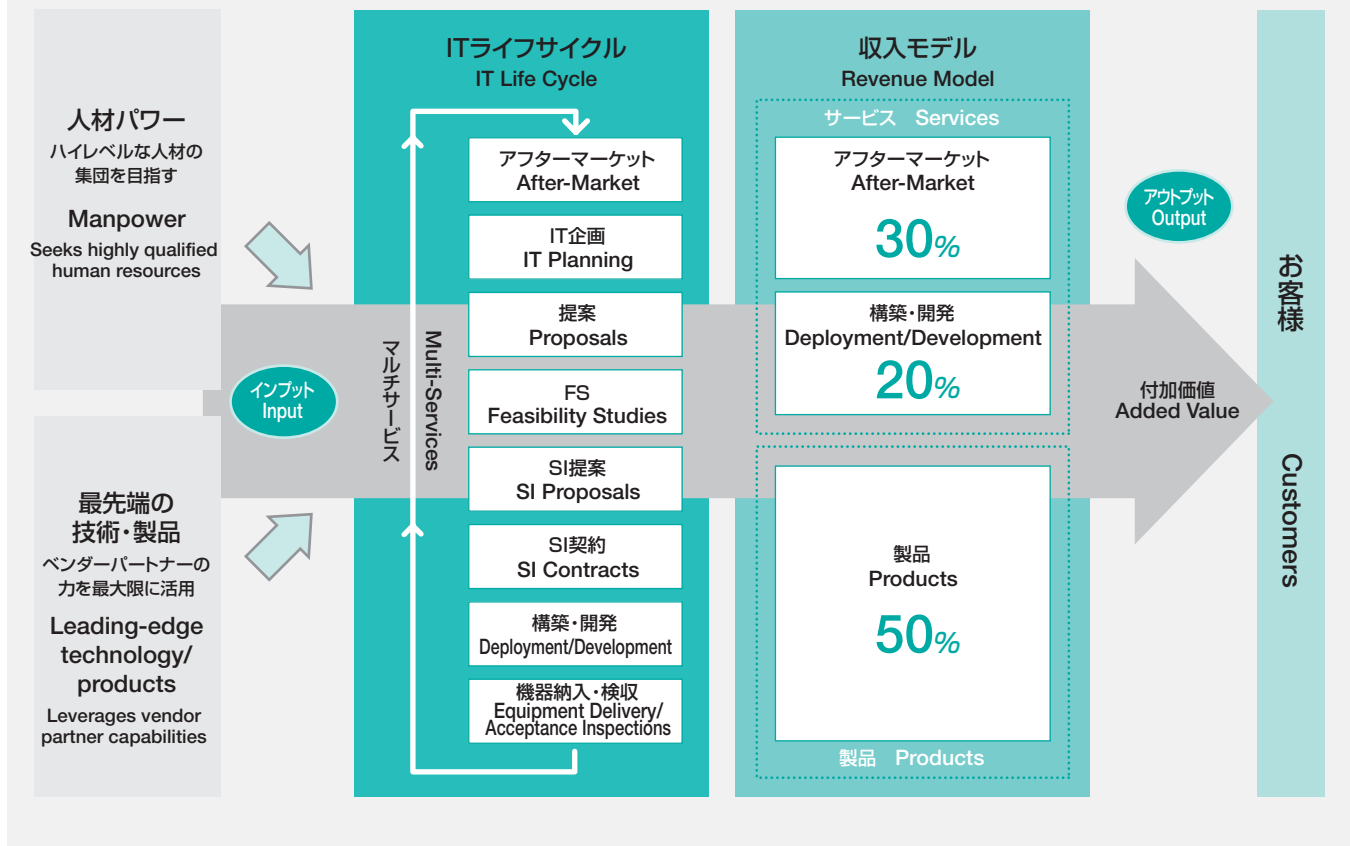 人材パワー
ハイレベルな人材の
集団を目指す
Manpower
Seeks highly qualified
human resources
最先端の
技術・製品
ベンダーパートナーの
力を最大限に活用
Leading-edge
technology/
products
Leverages vendor
partner capabilities
インプット
Input
ITライフサイクル
IT Life Cycle
マルチサービス
Multi-Services
アフターマーケット
After-Market
IT企画
IT Planning
提案
Proposals
FS
Feasibility Studies
SI提案
SI Proposals
SI契約
SI Contracts
構築・開発
Deployment/Development
機器納入・検収
Equipment Delivery/
Acceptance Inspections
収入モデル
Revenue Model
サービス Services
アフターマーケット
After-Market
30%
構築・開発
Deployment/Development
20%
製品
Products
50%
製品 Products
アウトプット
Output
付加価値
Added Value
お客様 Customers